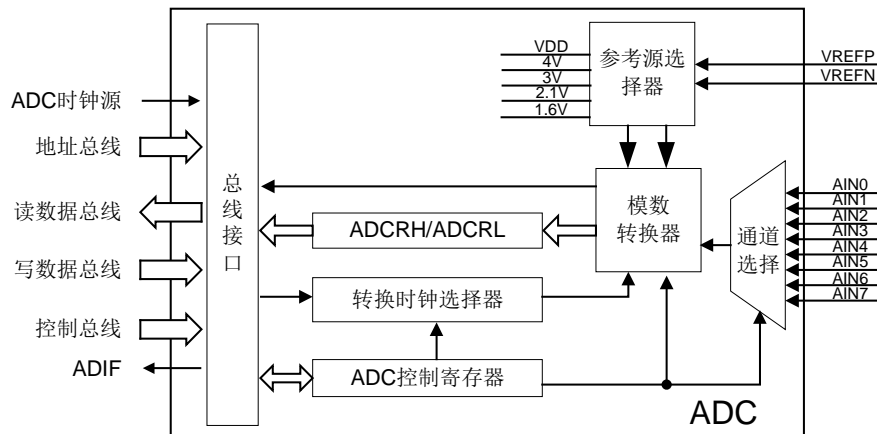 VDD
4V
3V
2.1V
1.6V
参考源选
择器
VREFP
VREFN
ADC时钟源
地址总线
读数据总线
写数据总线
控制总线
ADIF
总线接口
ADCRH/ADCRL
转换时钟选择器
ADC控制寄存器
模数
转换器
通道
选择
AIN0
AIN1
AIN2
AIN3
AIN4
AIN5
AIN6
AIN7
ADC